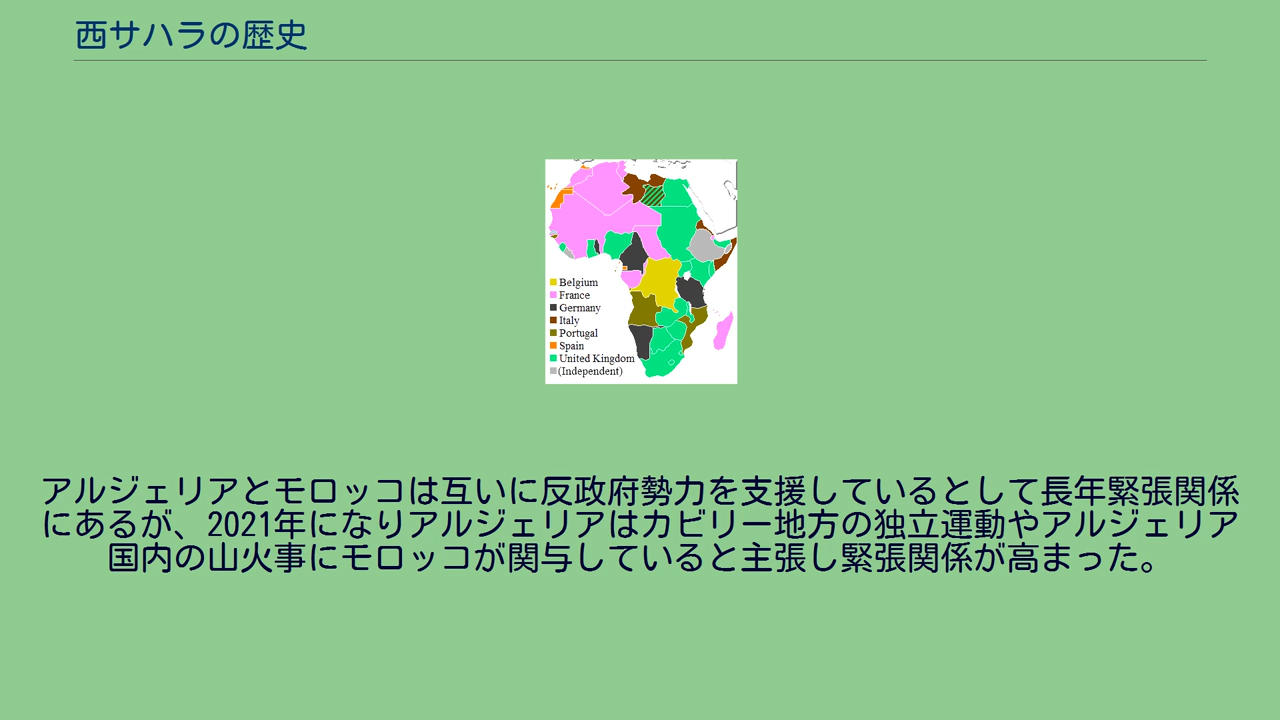 西サハラの歴史
Belgium
France
Germany
Italy
Portugal
Spain
United Kingdom
(Independent)
アルジェリアとモロッコは互いに反政府勢力を支援しているとして長年緊張関係
にあるが、2021年になりアルジェリアはカビリー地方の独立運動やアルジェリア
国内の山火事にモロッコが関与していると主張し緊張関係が高まった。